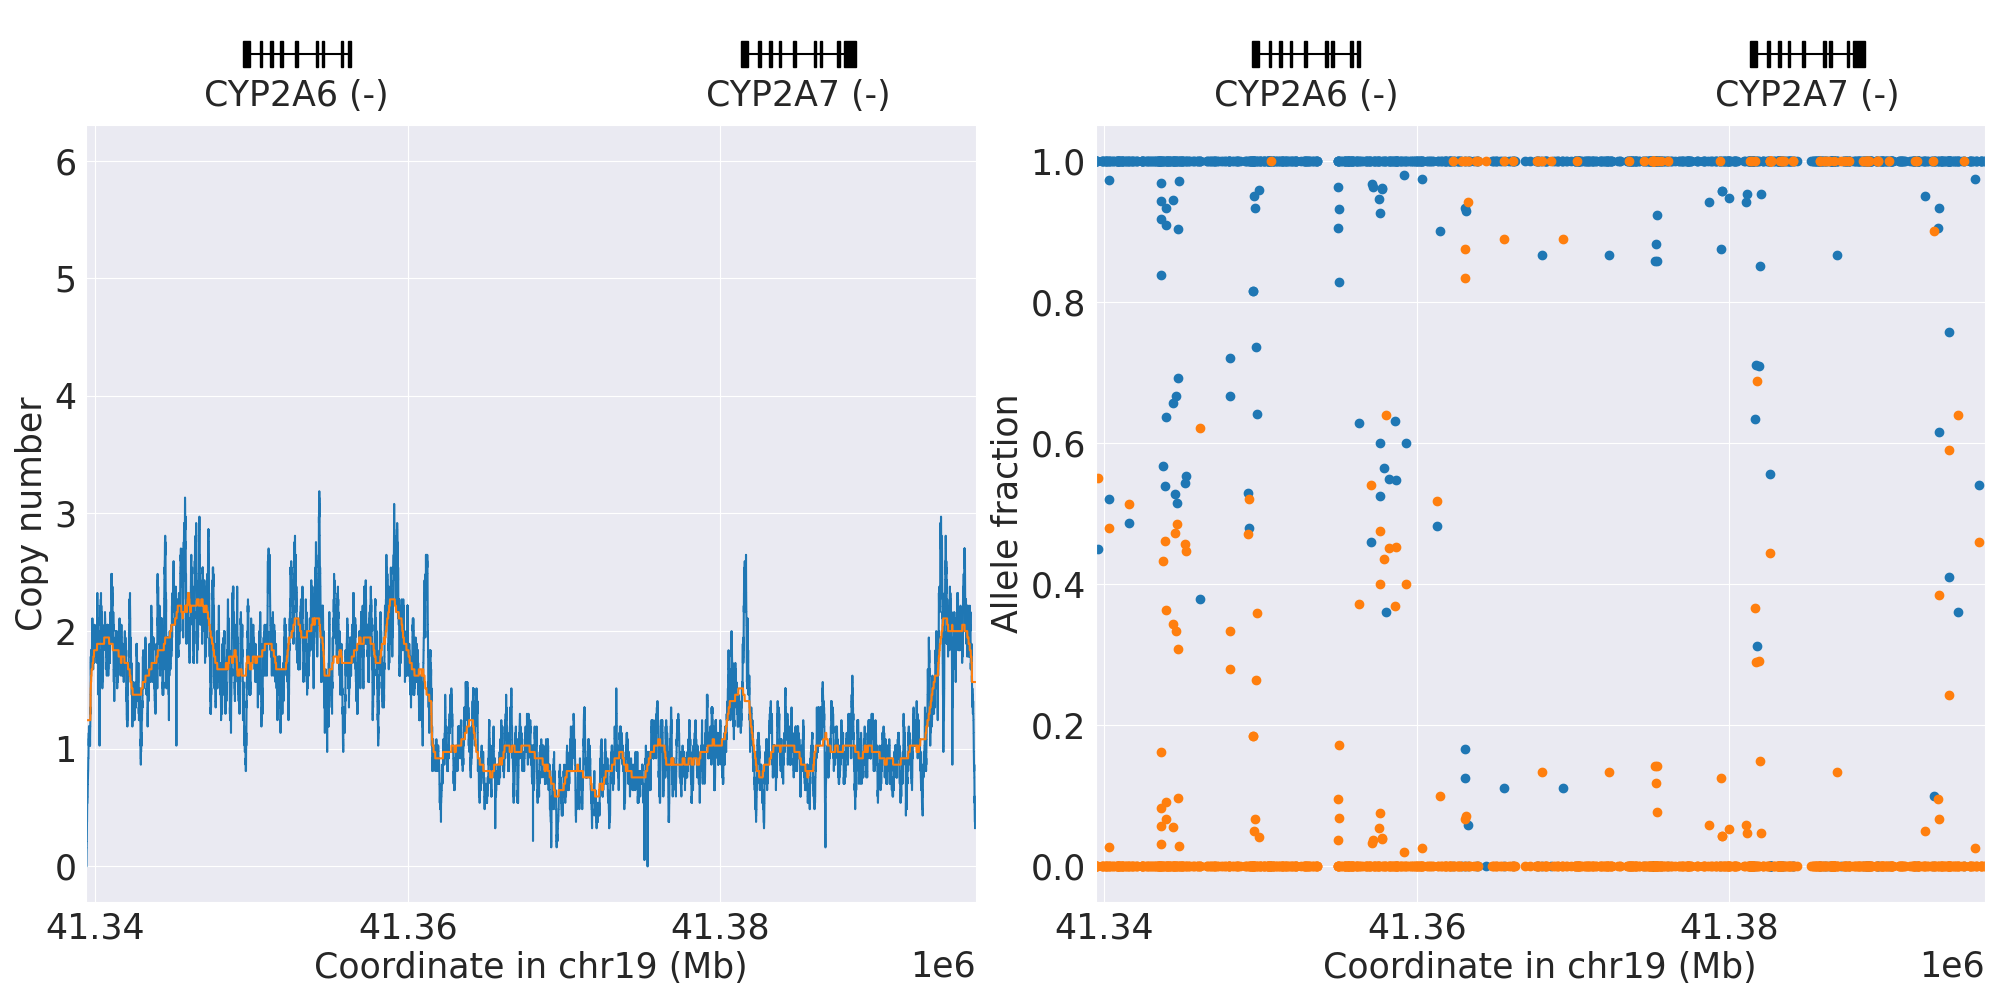 CYP2A6 (-)
CYP2A7 (-)
6
5
4
3
2
1
0
Copy number
41.34
41.36
41.38
Coordinate in chr19 (Mb)
1e6
CYP2A6 (-)
CYP2A7 (-)
1.0
0.8
0.6
0.4
0.2
0.0
Allele fraction
41.34
41.36
41.38
Coordinate in chr19 (Mb)
1e6